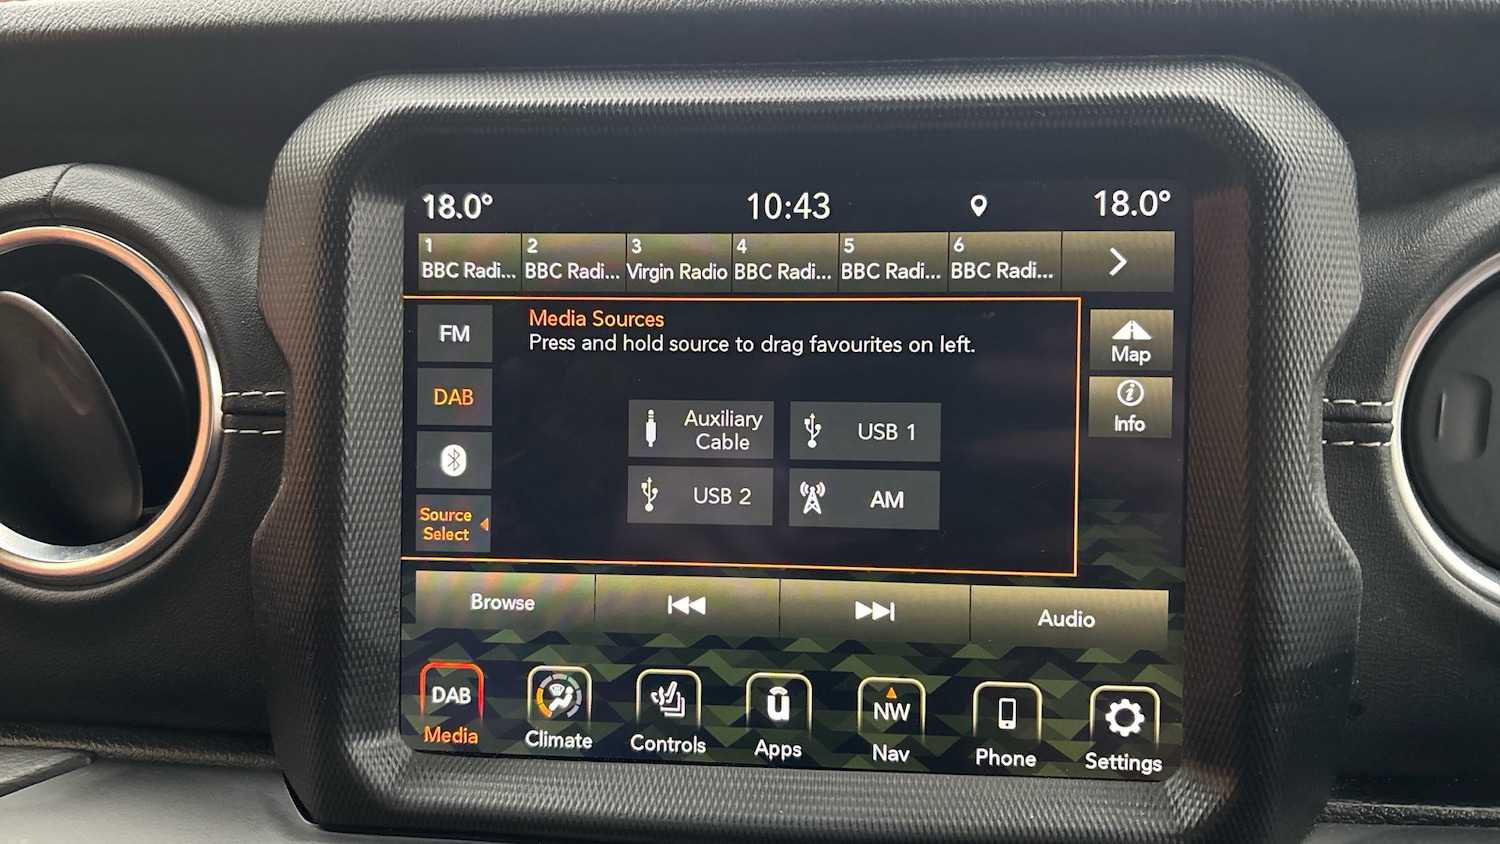 18.0° 10:43 18.0°
1 2 3 4 5 6
BBC Radi... BBC Radi... Virgin Radio BBC Radi... BBC Radi... BBC Radi...
Media Sources
Press and hold source to drag favourites on left.
FM
DAB
Source
Select
Auxiliary
Cable
USB 1
USB 2
AM
Map
Info
Browse
Audio
DAB
Media
Climate
Controls
u
Apps
NW
Nav
Phone
Settings